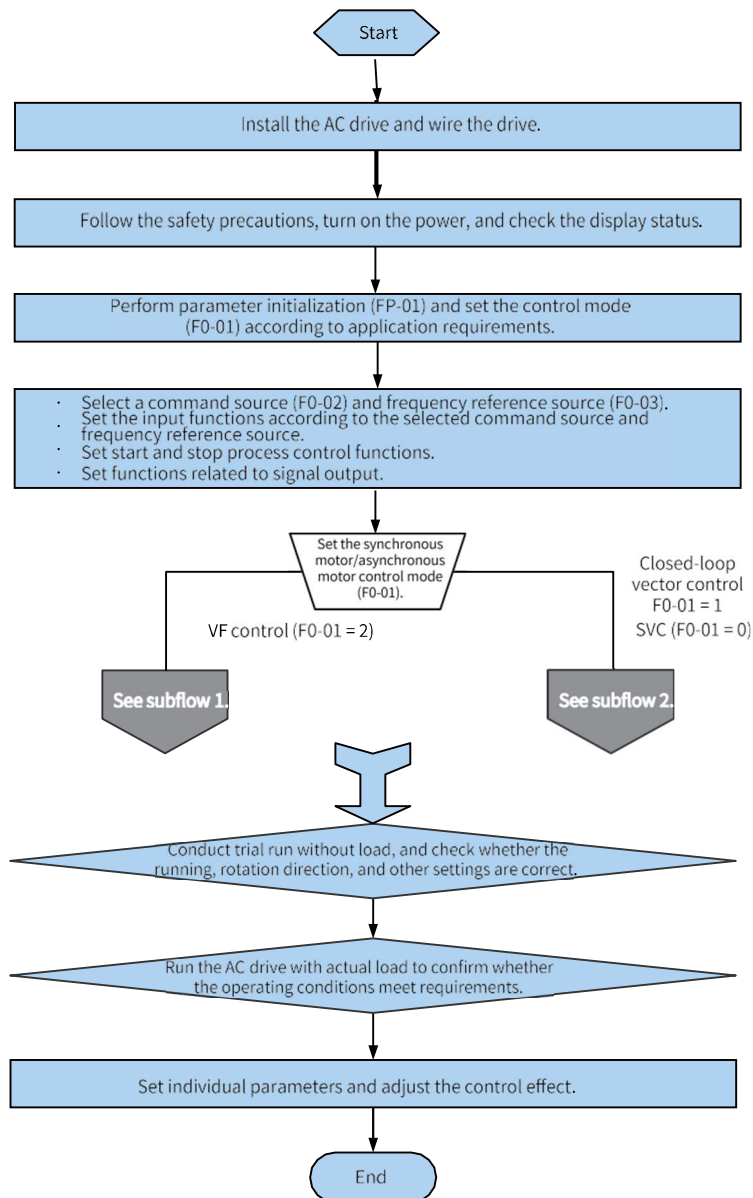 Start
Install the AC drive and wire the drive.
Follow the safety precautions, turn on the power, and check the display status.
Perform parameter initialization (FP-01) and set the control mode
(F0-01) according to application requirements.
· Select a command source (F0-02) and frequency reference source (F0-03).
· Set the input functions according to the selected command source and
frequency reference source.
· Set start and stop process control functions.
· Set functions related to signal output.
Set the synchronous
motor/asynchronous
motor control mode
(F0-01).
VF control (F0-01 = 2)
Closed-loop
vector control
F0-01 = 1
SVC (F0-01 = 0)
See subflow 1.
See subflow 2.
Conduct trial run without load, and check whether the
running, rotation direction, and other settings are correct.
Run the AC drive with actual load to confirm whether
the operating conditions meet requirements.
Set individual parameters and adjust the control effect.
End